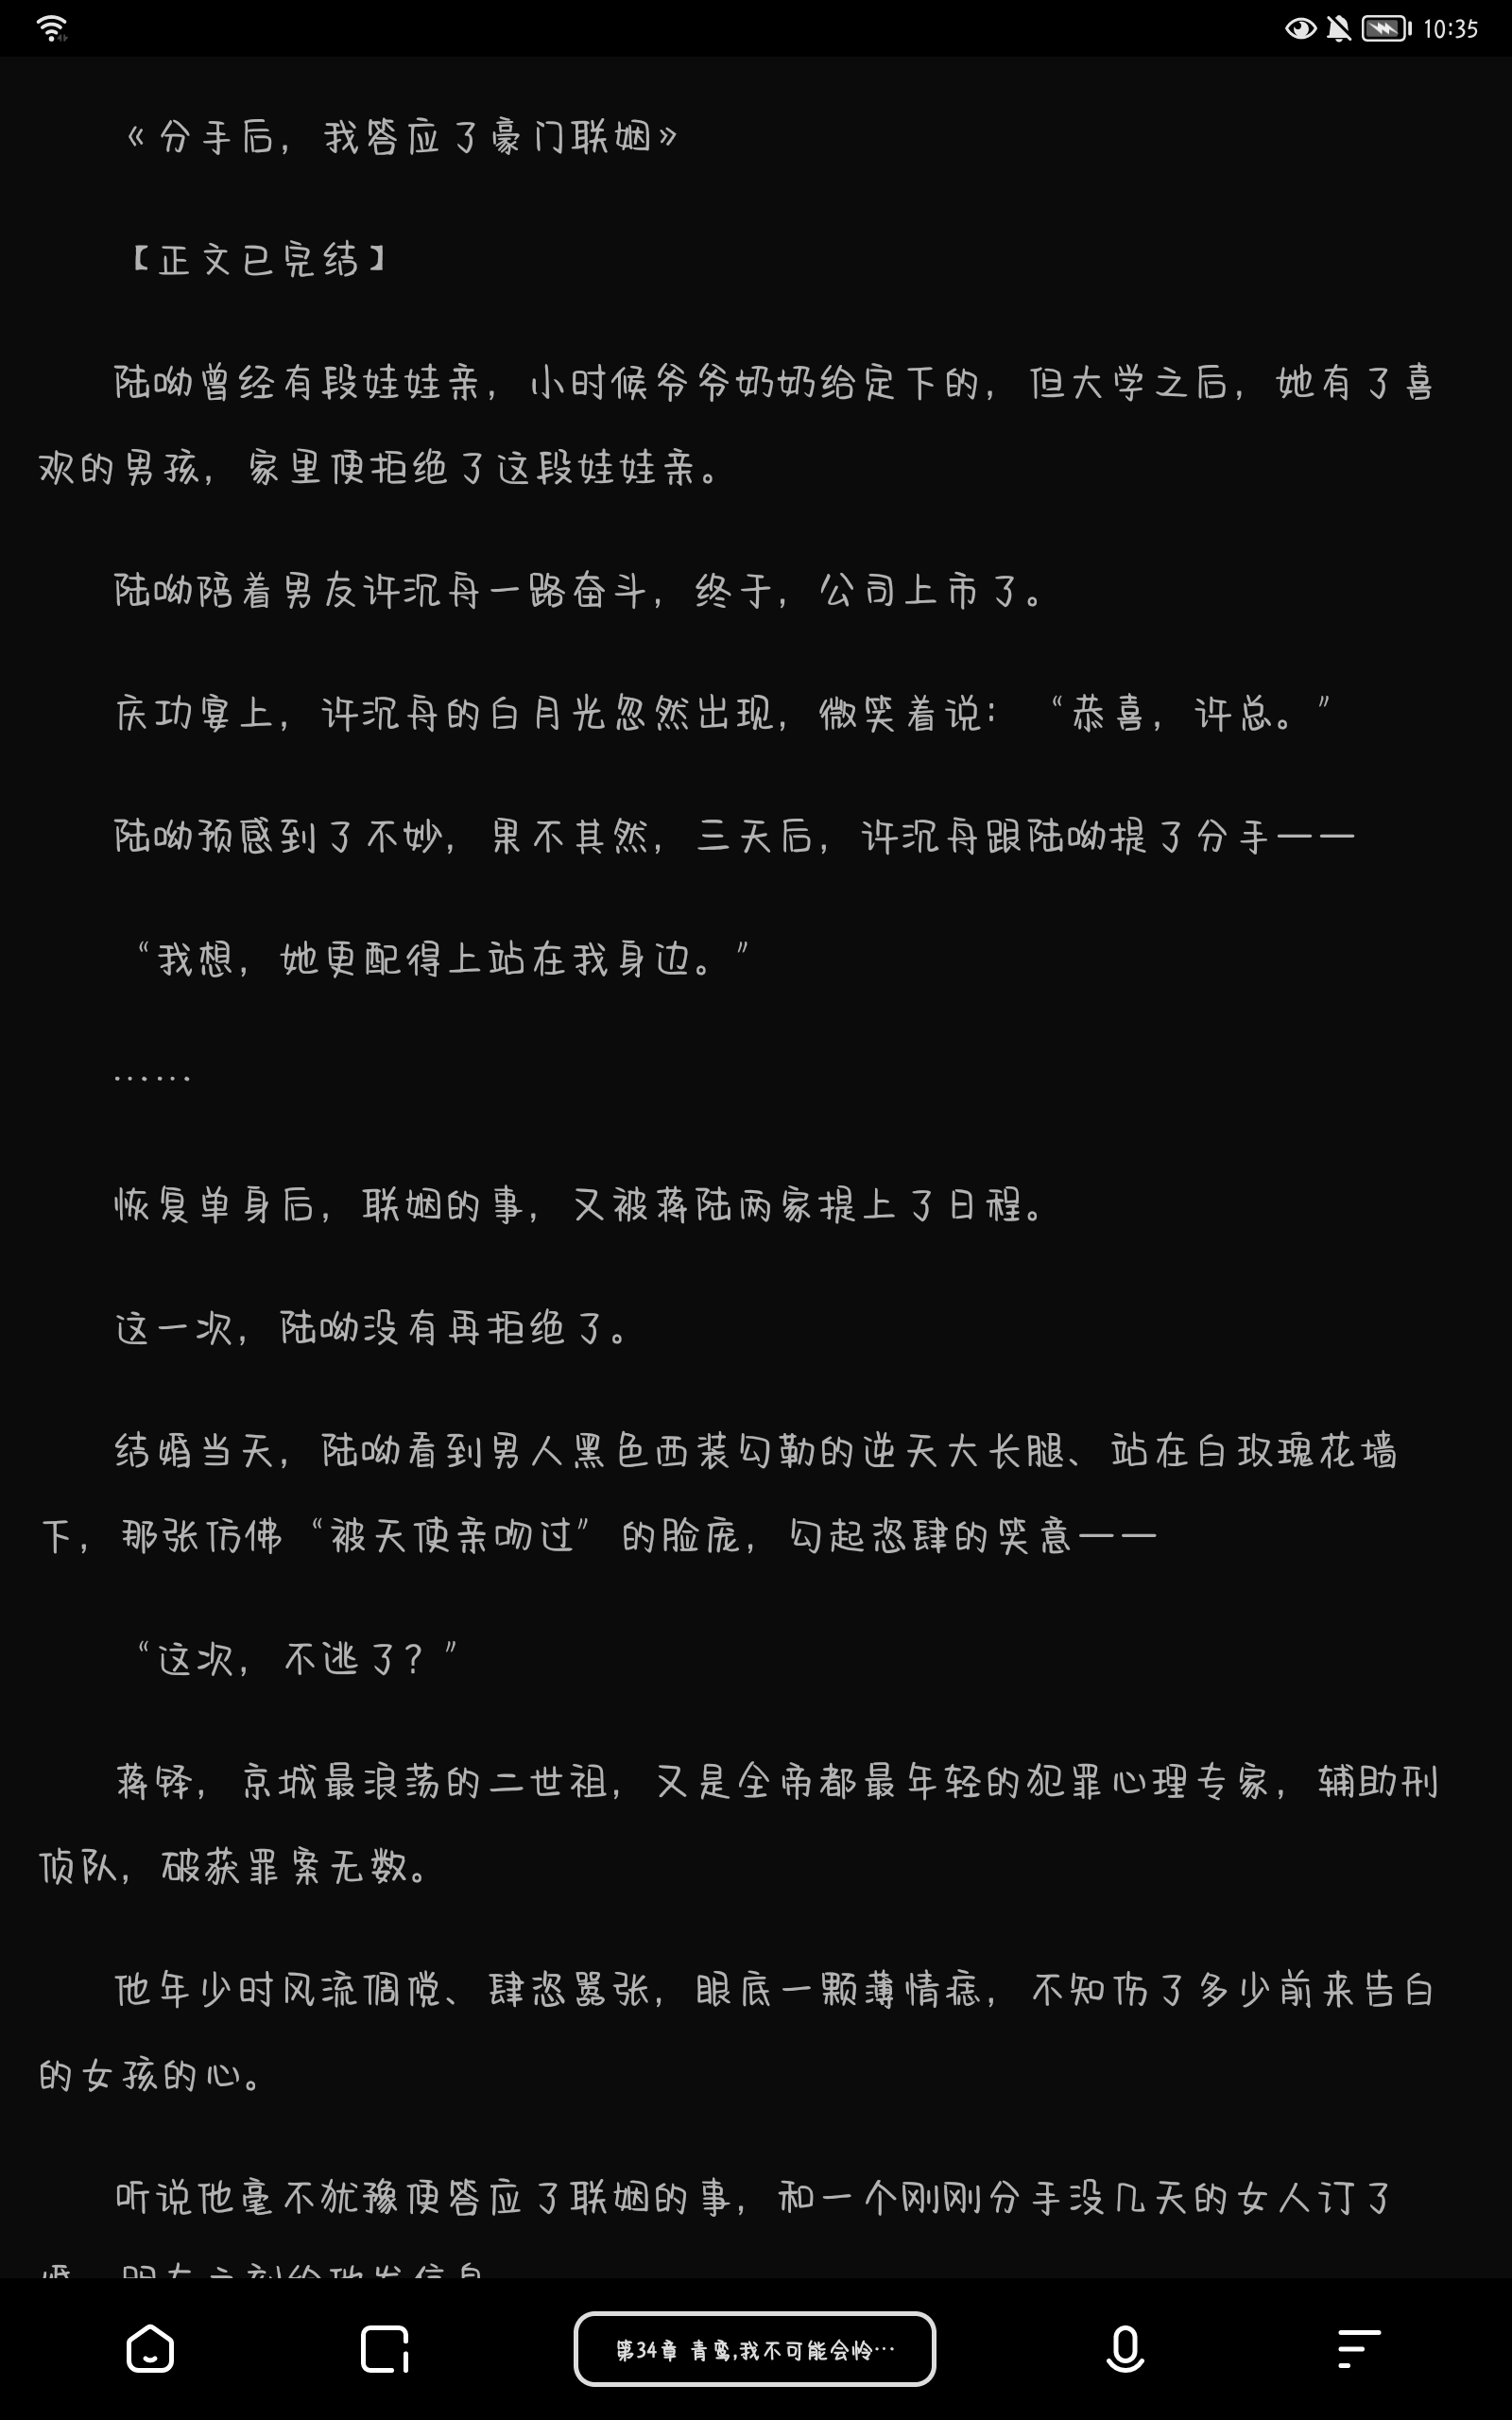 10:35
《分手后，我答应了豪门联姻》
【正文已完结】
陆呦曾经有段娃娃亲，小时候爷爷奶奶给定下的，但大学之后，她有了喜
欢的男孩，家里便拒绝了这段娃娃亲。
陆呦陪着男友许沉舟一路奋斗，终于，公司上市了。
庆功宴上，许沉舟的白月光忽然出现，微笑着说：“恭喜，许总。”
陆呦预感到了不妙，果不其然，三天后，许沉舟跟陆呦提了分手——
“我想，她更配得上站在我身边。”
……
恢复单身后，联姻的事，又被蒋陆两家提上了日程。
这一次，陆呦没有再拒绝了。
结婚当天，陆呦看到男人黑色西装勾勒的逆天大长腿、站在白玫瑰花墙
下，那张仿佛“被天使亲吻过”的脸庞，勾起恣肆的笑意——
“这次，不逃了？”
蒋铎，京城最浪荡的二世祖，又是全帝都最年轻的犯罪心理专家，辅助刑
侦队，破获罪案无数。
他年少时风流倜傥、肆恣嚣张，眼底一颗薄情痣，不知伤了多少前来告白
的女孩的心。
听说他毫不犹豫便答应了联姻的事，和一个刚刚分手没几天的女人订了
第34章 青鸾,我不可能会怜…